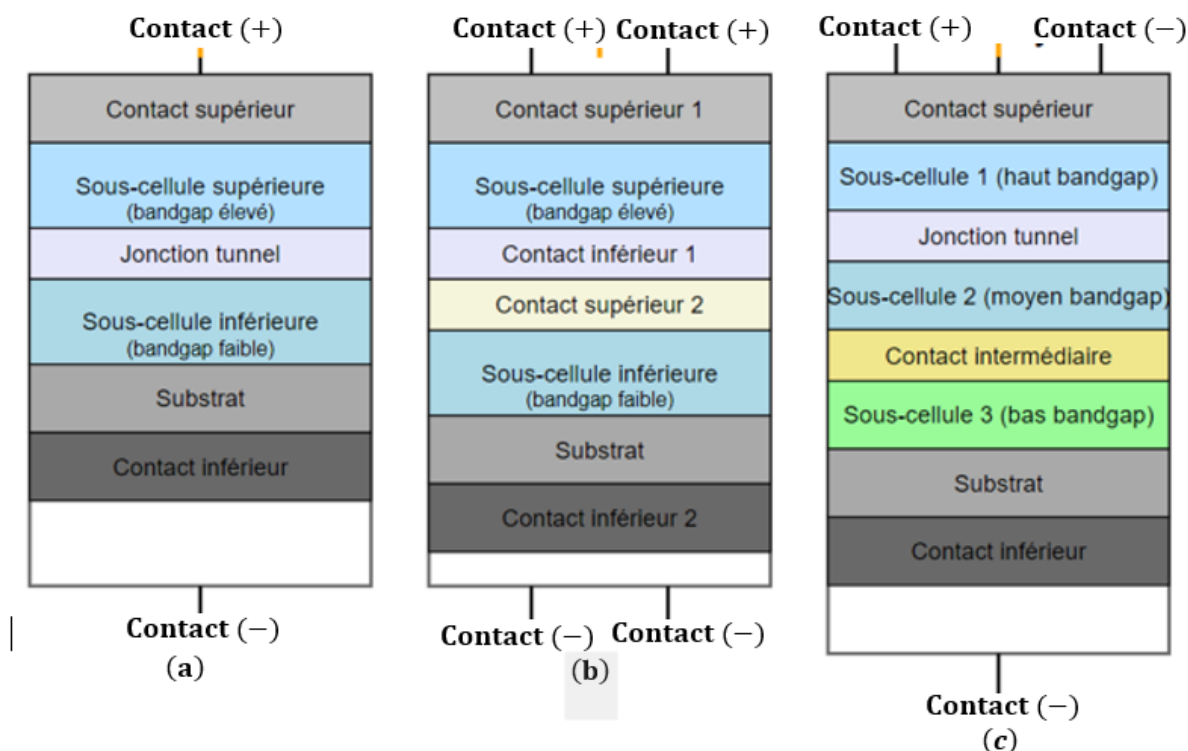 Contact (+)
Contact supérieur
Sous-cellule supérieure
(bandgap élevé)
Jonction tunnel
Sous-cellule inférieure
(bandgap faible)
Substrat
Contact inférieur
Contact (−)
(a)
Contact (+) Contact (+)
Contact supérieur 1
Sous-cellule supérieure
(bandgap élevé)
Contact inférieur 1
Contact supérieur 2
Sous-cellule inférieure
(bandgap faible)
Substrat
Contact inférieur 2
Contact (−) Contact (−)
(b)
Contact (+) Contact (−)
Contact supérieur
Sous-cellule 1 (haut bandgap)
Jonction tunnel
Sous-cellule 2 (moyen bandgap)
Contact intermédiaire
Sous-cellule 3 (bas bandgap)
Substrat
Contact inférieur
Contact (−)
(c)